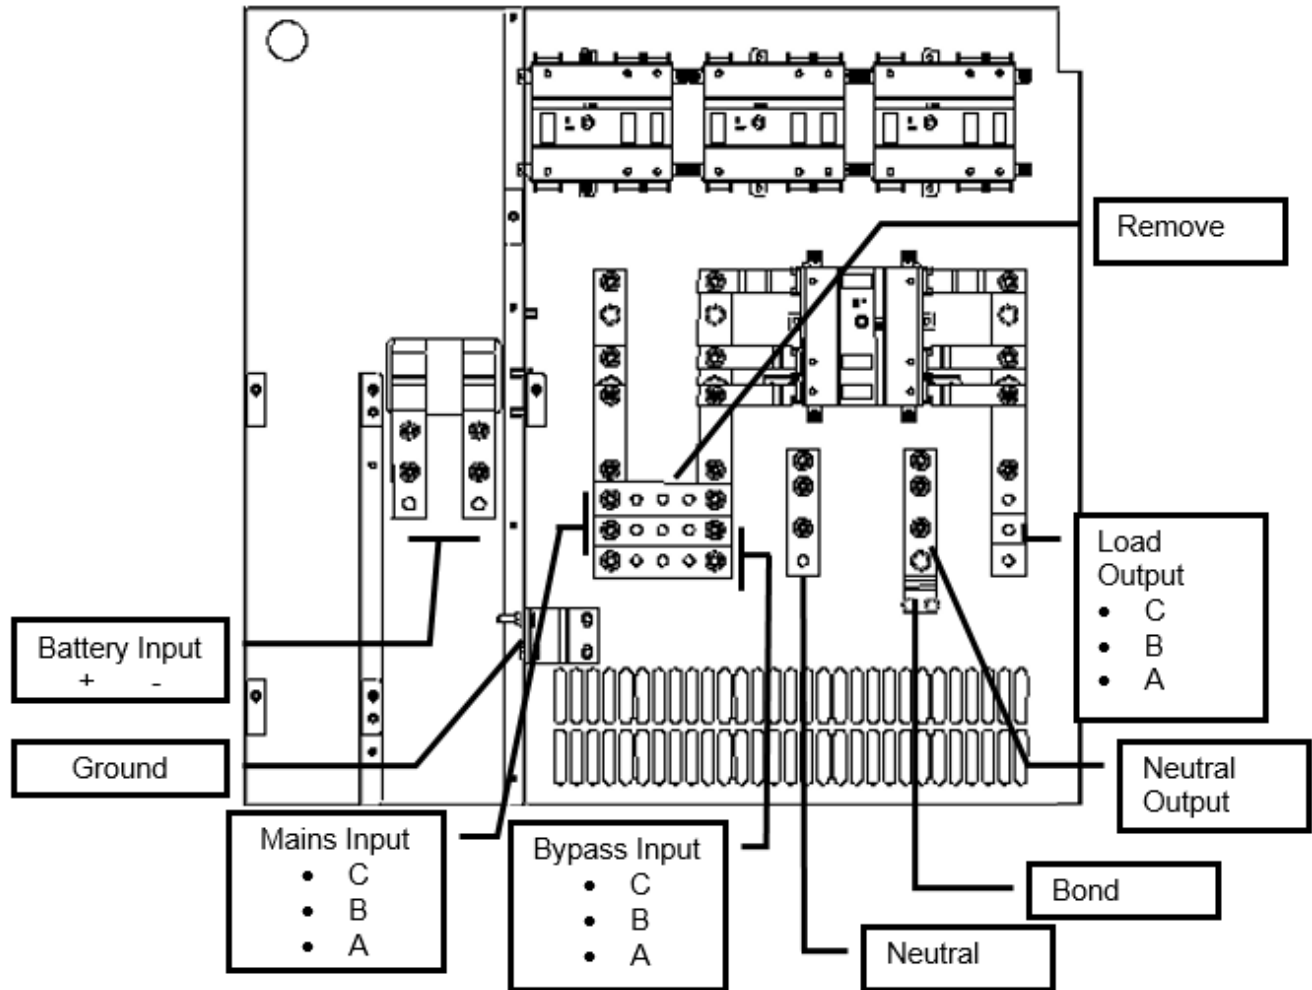 Remove
Load
Output
• C
• B
• A
Battery Input
+ -
Ground
Neutral
Output
Mains Input
• C
• B
• A
Bypass Input
• C
• B
• A
Bond
Neutral